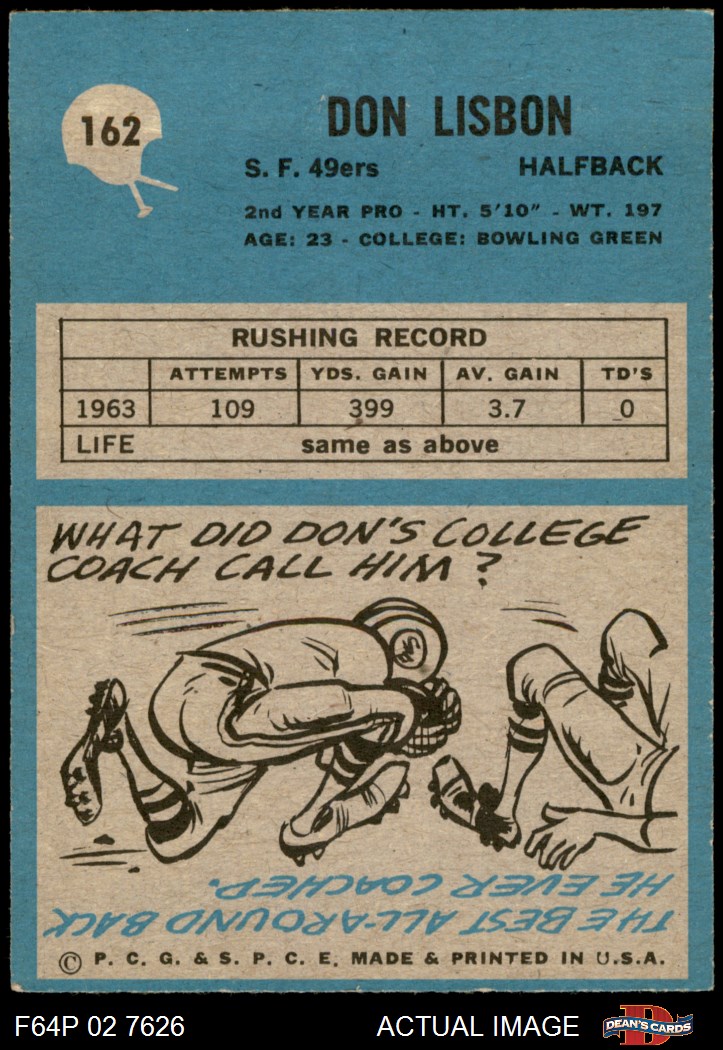 162
DON LISBON
S. F. 49ers HALFBACK
2nd YEAR PRO - HT. 5'10" - WT. 197
AGE: 23 - COLLEGE: BOWLING GREEN
RUSHING RECORD
ATTEMPTS YDS. GAIN AV. GAIN TD'S
1963 109 399 3.7 0
LIFE same as above
WHAT DID DON'S COLLEGE
COACH CALL HIM?
THE BEST ALL-AROUND BACK
HE EVER COACHED.
© P. C. G. & S. P. C. E. MADE & PRINTED IN U.S.A.
F64P 02 7626 ACTUAL IMAGE
DEAN'S CARDS